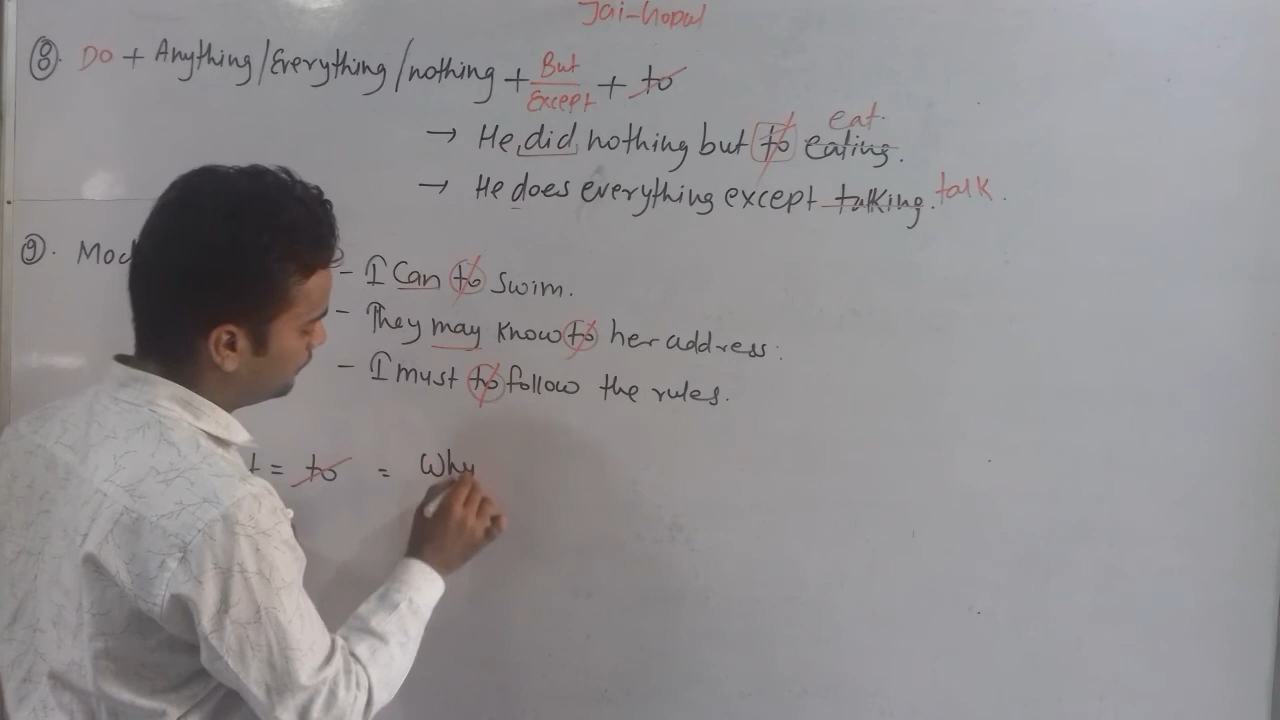 Jai-Gopal
⑧. Do + Anything/Everything/nothing + But/Except + to
→ He did nothing but to eating. eat.
→ He does everything except talking. talk.
⑨. Mod
- I Can to swim.
- They may know to her address.
- I must to follow the rules.
t = to = Why